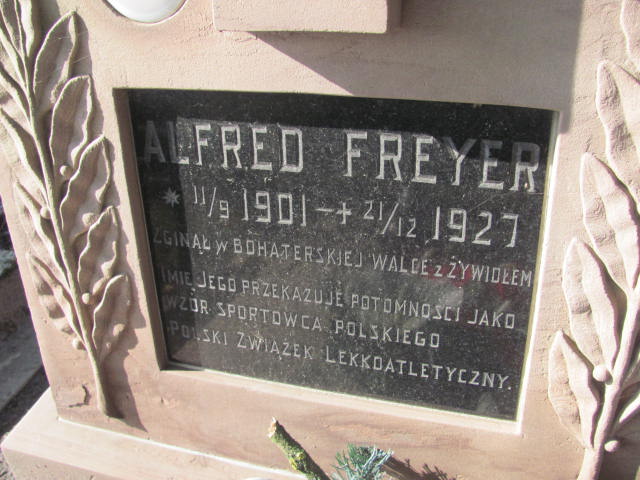 ALFRED FREYER
* 11/9 1901 – + 21/12 1927
ZGINĄŁ W BOHATERSKIEJ WALCE Z ŻYWIOŁEM
IMIĘ JEGO PRZEKAZUJE POTOMNOŚCI JAKO
WZÓR SPORTOWCA POLSKIEGO
POLSKI ZWIĄZEK LEKKOATLETYCZNY.